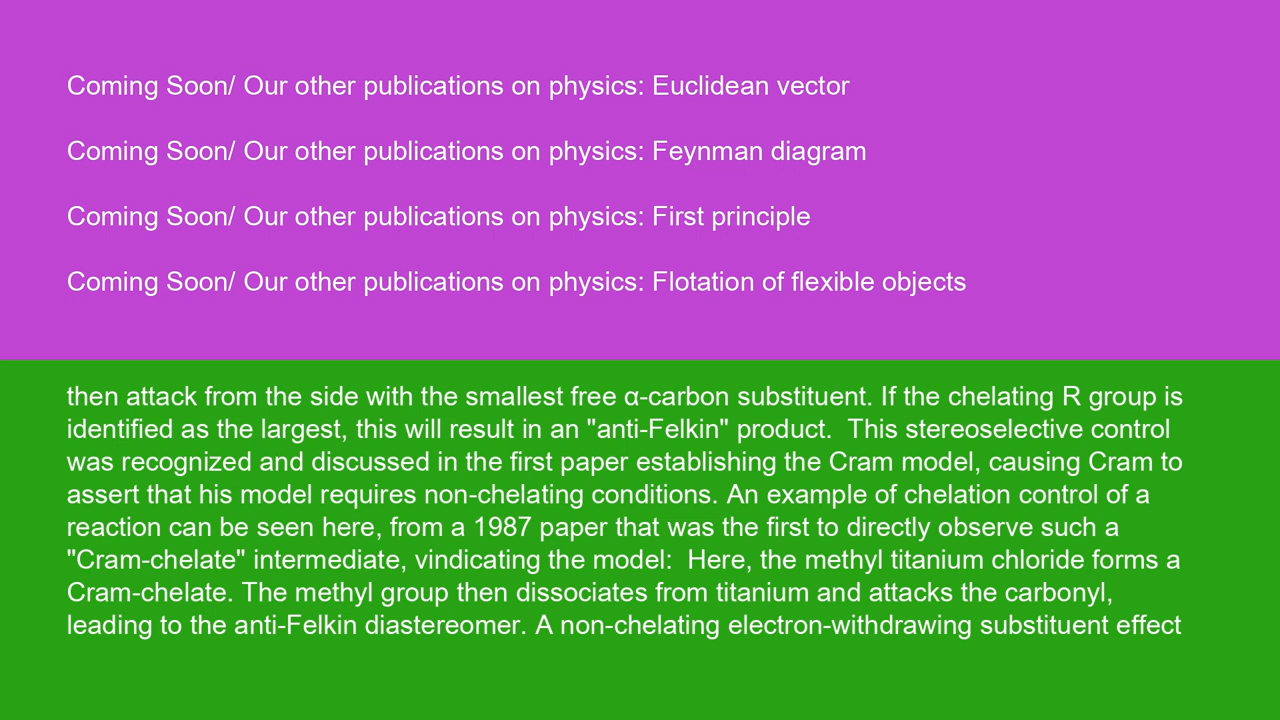 Coming Soon/ Our other publications on physics: Euclidean vector
Coming Soon/ Our other publications on physics: Feynman diagram
Coming Soon/ Our other publications on physics: First principle
Coming Soon/ Our other publications on physics: Flotation of flexible objects
then attack from the side with the smallest free α-carbon substituent. If the chelating R group is
identified as the largest, this will result in an "anti-Felkin" product.  This stereoselective control
was recognized and discussed in the first paper establishing the Cram model, causing Cram to
assert that his model requires non-chelating conditions. An example of chelation control of a
reaction can be seen here, from a 1987 paper that was the first to directly observe such a
"Cram-chelate" intermediate, vindicating the model:  Here, the methyl titanium chloride forms a
Cram-chelate. The methyl group then dissociates from titanium and attacks the carbonyl,
leading to the anti-Felkin diastereomer. A non-chelating electron-withdrawing substituent effect